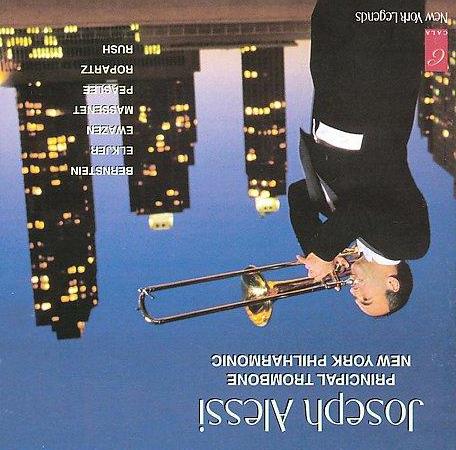 Joseph Alessi
PRINCIPAL TROMBONE
NEW YORK PHILHARMONIC
BERNSTEIN
ELKJER
EWAZEN
MASSENET
PEASLEE
ROPARTZ
RUSH
CALA
New York Legends